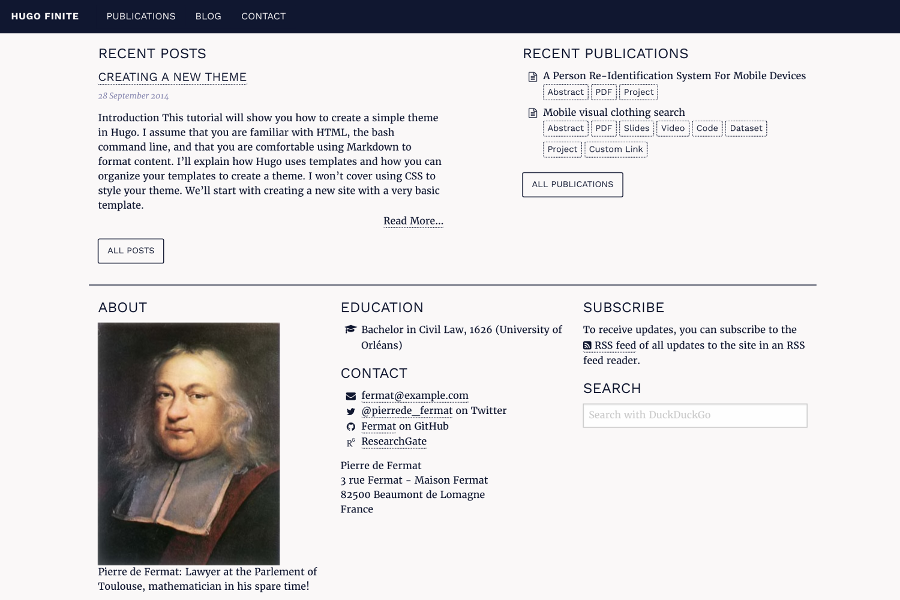 HUGO FINITE PUBLICATIONS BLOG CONTACT
RECENT POSTS
CREATING A NEW THEME
28 September 2014
Introduction This tutorial will show you how to create a simple theme
in Hugo. I assume that you are familiar with HTML, the bash
command line, and that you are comfortable using Markdown to
format content. I'll explain how Hugo uses templates and how you can
organize your templates to create a theme. I won't cover using CSS to
style your theme. We'll start with creating a new site with a very basic
template.
Read More...
ALL POSTS
RECENT PUBLICATIONS
A Person Re-Identification System For Mobile Devices
Abstract PDF Project
Mobile visual clothing search
Abstract PDF Slides Video Code Dataset
Project Custom Link
ALL PUBLICATIONS
ABOUT
Pierre de Fermat: Lawyer at the Parlement of
Toulouse, mathematician in his spare time!
EDUCATION
Bachelor in Civil Law, 1626 (University of
Orléans)
CONTACT
fermat@example.com
@pierrede_fermat on Twitter
Fermat on GitHub
R⁶ ResearchGate
Pierre de Fermat
3 rue Fermat - Maison Fermat
82500 Beaumont de Lomagne
France
SUBSCRIBE
To receive updates, you can subscribe to the
RSS feed of all updates to the site in an RSS
feed reader.
SEARCH
Search with DuckDuckGo